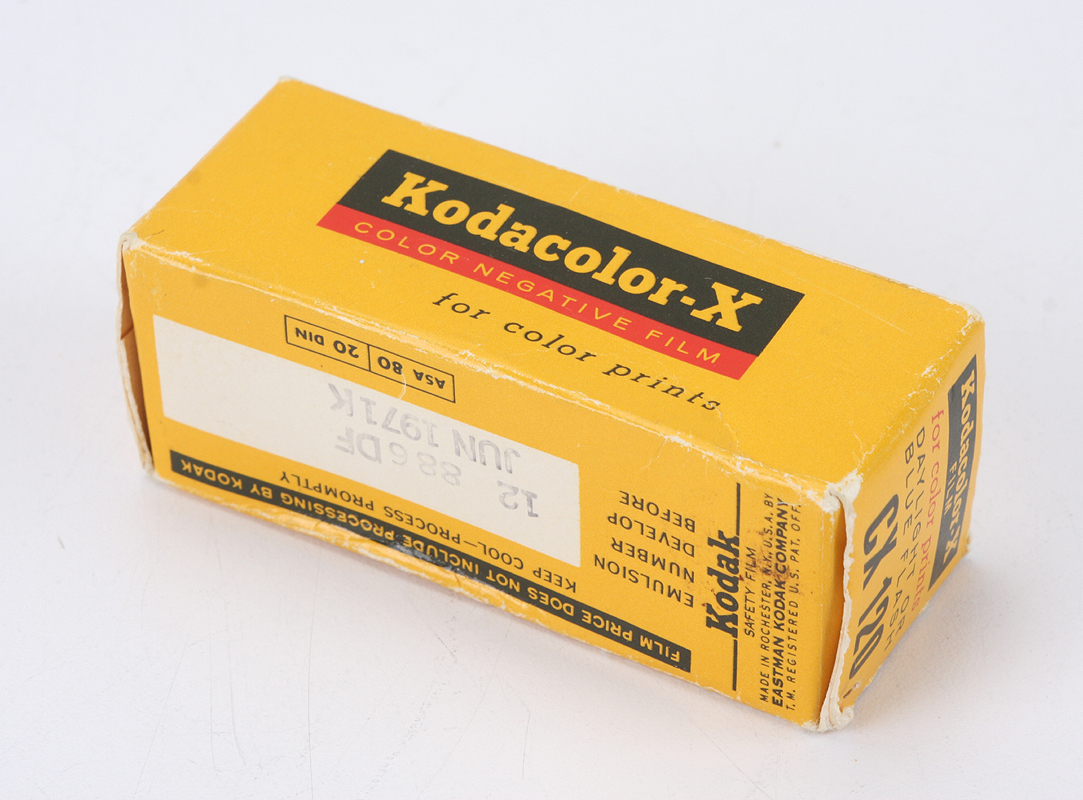 Kodacolor-X
COLOR NEGATIVE FILM
for color prints
FILM PRICE DOES NOT INCLUDE PROCESSING BY KODAK
KEEP COOL—PROCESS PROMPTLY
EMULSION
NUMBER
DEVELOP
BEFORE
12
886DF
JUN 1971K
ASA 80
20 DIN
Kodak
SAFETY FILM
MADE IN ROCHESTER, N.Y., U.S.A. BY
EASTMAN KODAK COMPANY
T. M. REGISTERED U. S. PAT. OFF.
Kodacolor-X
FILM
for color prints
DAYLIGHT OR
BLUE FLASH
CX 120